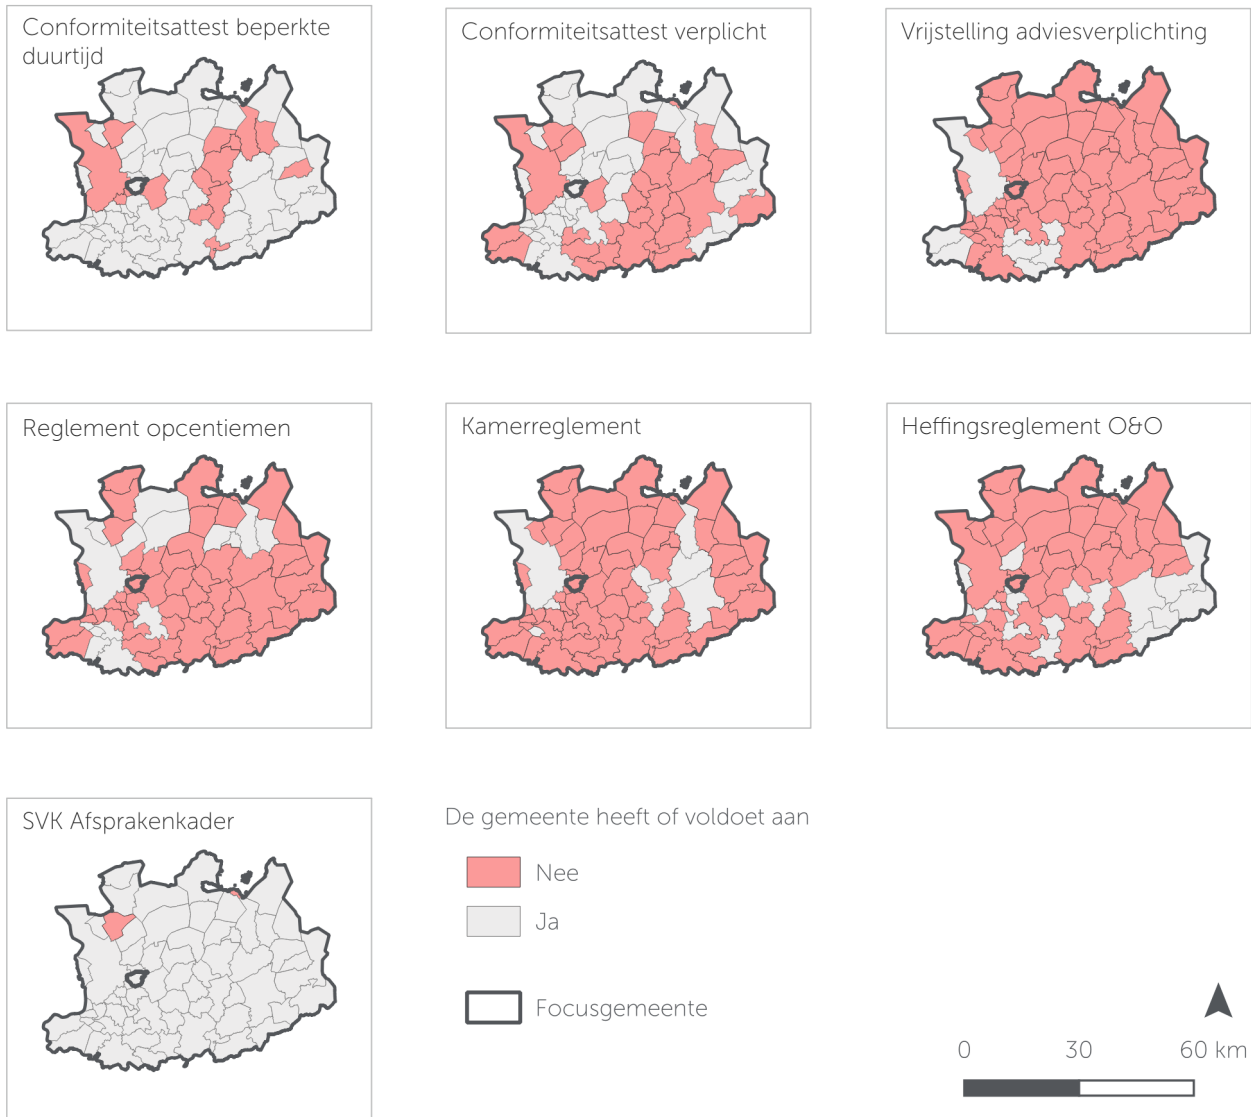 Conformiteitsattest beperkte
duurtijd
Conformiteitsattest verplicht
Vrijstelling adviesverplichting
Reglement opcentiemen
Kamerreglement
Heffingsreglement O&O
SVK Afsprakenkader
De gemeente heeft of voldoet aan
Nee
Ja
Focusgemeente
0 30 60 km